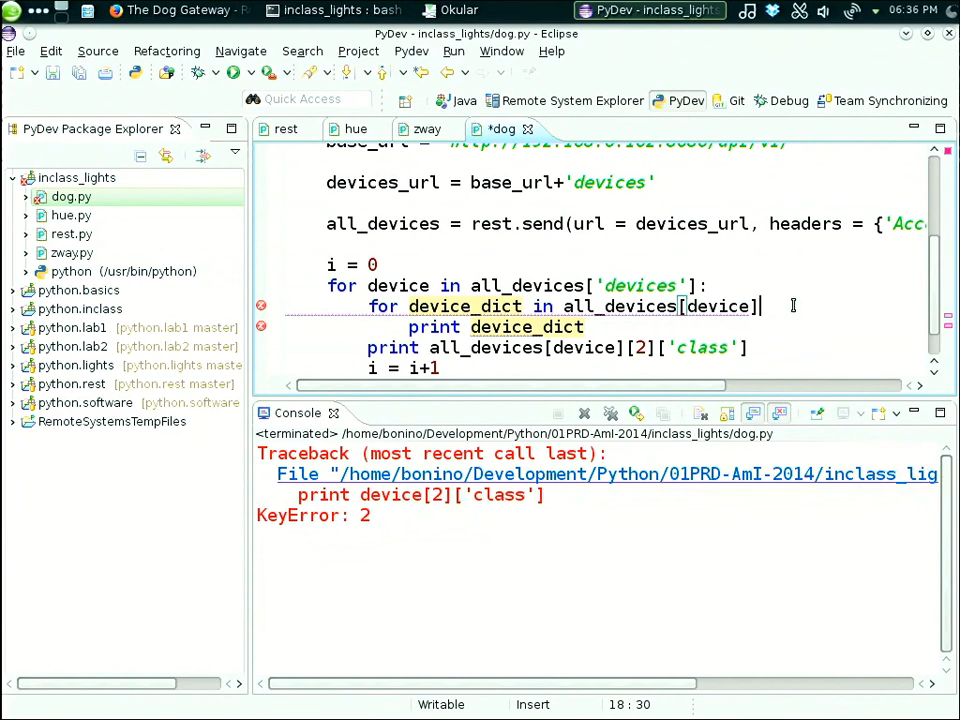 The Dog Gateway - R
inclass_lights : bash
Okular
PyDev - inclass_lights
06:36 PM
PyDev - inclass_lights/dog.py - Eclipse
File Edit Source Refactoring Navigate Search Project Pydev Run Window Help
Quick Access
Java Remote System Explorer PyDev Git Debug Team Synchronizing
PyDev Package Explorer
rest hue zway *dog
inclass_lights
dog.py
hue.py
rest.py
zway.py
python (/usr/bin/python)
python.basics
python.inclass
python.lab1 [python.lab1 master]
python.lab2 [python.lab2 master]
python.lights [python.lights maste
python.rest [python.rest master]
python.software [python.software
RemoteSystemsTempFiles
devices_url = base_url+'devices'
all_devices = rest.send(url = devices_url, headers = {'Acc
i = 0
for device in all_devices['devices']:
for device_dict in all_devices[device]
print device_dict
print all_devices[device][2]['class']
i = i+1
Console
<terminated> /home/bonino/Development/Python/01PRD-AmI-2014/inclass_lights/dog.py
Traceback (most recent call last):
File "/home/bonino/Development/Python/01PRD-AmI-2014/inclass_lig
print device[2]['class']
KeyError: 2
Writable Insert 18 : 30